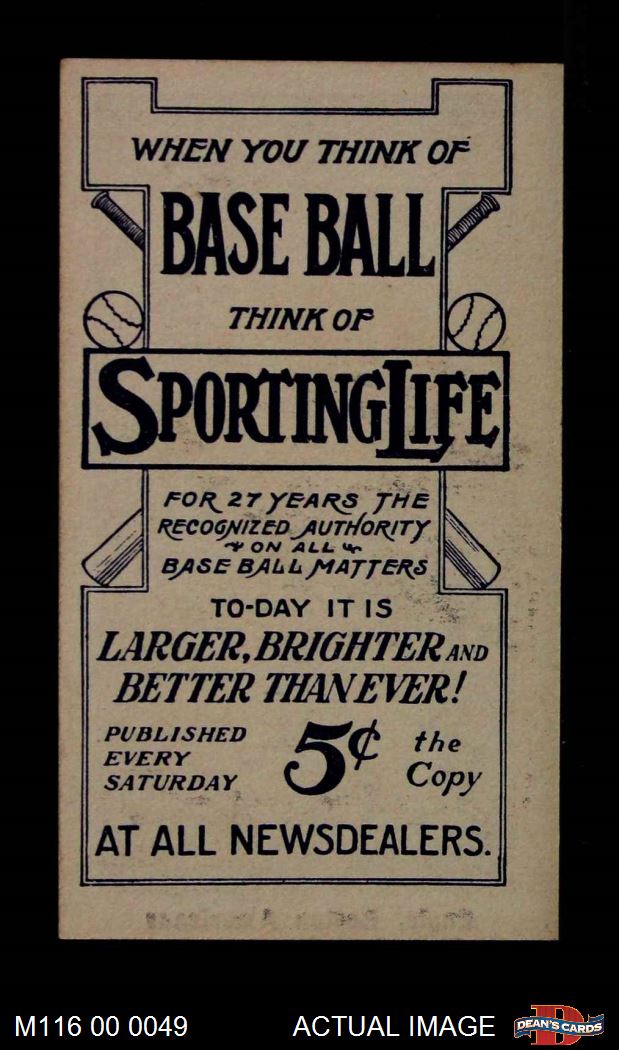 WHEN YOU THINK OF
BASE BALL
THINK OF
SPORTING LIFE
FOR 27 YEARS THE
RECOGNIZED AUTHORITY
ON ALL
BASE BALL MATTERS
TO-DAY IT IS
LARGER, BRIGHTER AND
BETTER THAN EVER!
PUBLISHED
EVERY
SATURDAY
5¢
the
Copy
AT ALL NEWSDEALERS.
M116 00 0049
ACTUAL IMAGE
D
DEAN'S CARDS